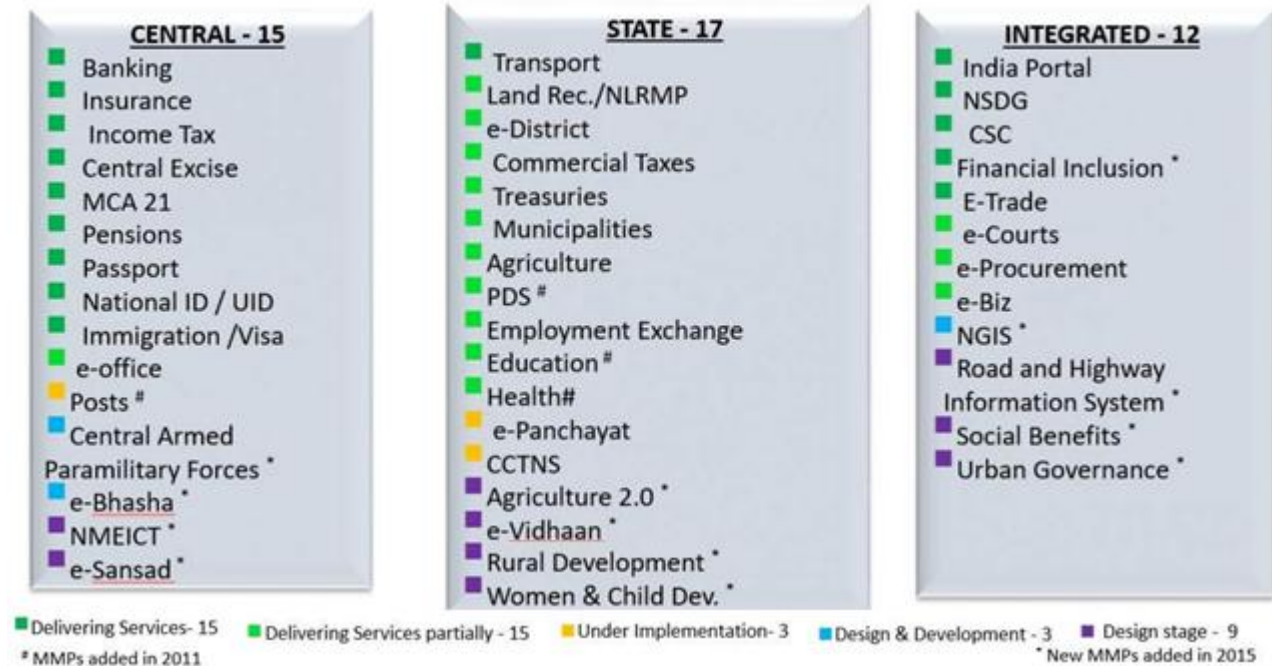 CENTRAL - 15
Banking
Insurance
Income Tax
Central Excise
MCA 21
Pensions
Passport
National ID / UID
Immigration /Visa
e-office
Posts #
Central Armed
Paramilitary Forces *
e-Bhasha *
NMEICT *
e-Sansad *
STATE - 17
Transport
Land Rec./NLRMP
e-District
Commercial Taxes
Treasuries
Municipalities
Agriculture
PDS #
Employment Exchange
Education #
Health#
e-Panchayat
CCTNS
Agriculture 2.0 *
e-Vidhaan *
Rural Development *
Women & Child Dev. *
INTEGRATED - 12
India Portal
NSDG
CSC
Financial Inclusion *
E-Trade
e-Courts
e-Procurement
e-Biz
NGIS *
Road and Highway
Information System *
Social Benefits *
Urban Governance *
Delivering Services- 15
Delivering Services partially - 15
Under Implementation- 3
Design & Development - 3
Design stage - 9
# MMPs added in 2011
* New MMPs added in 2015